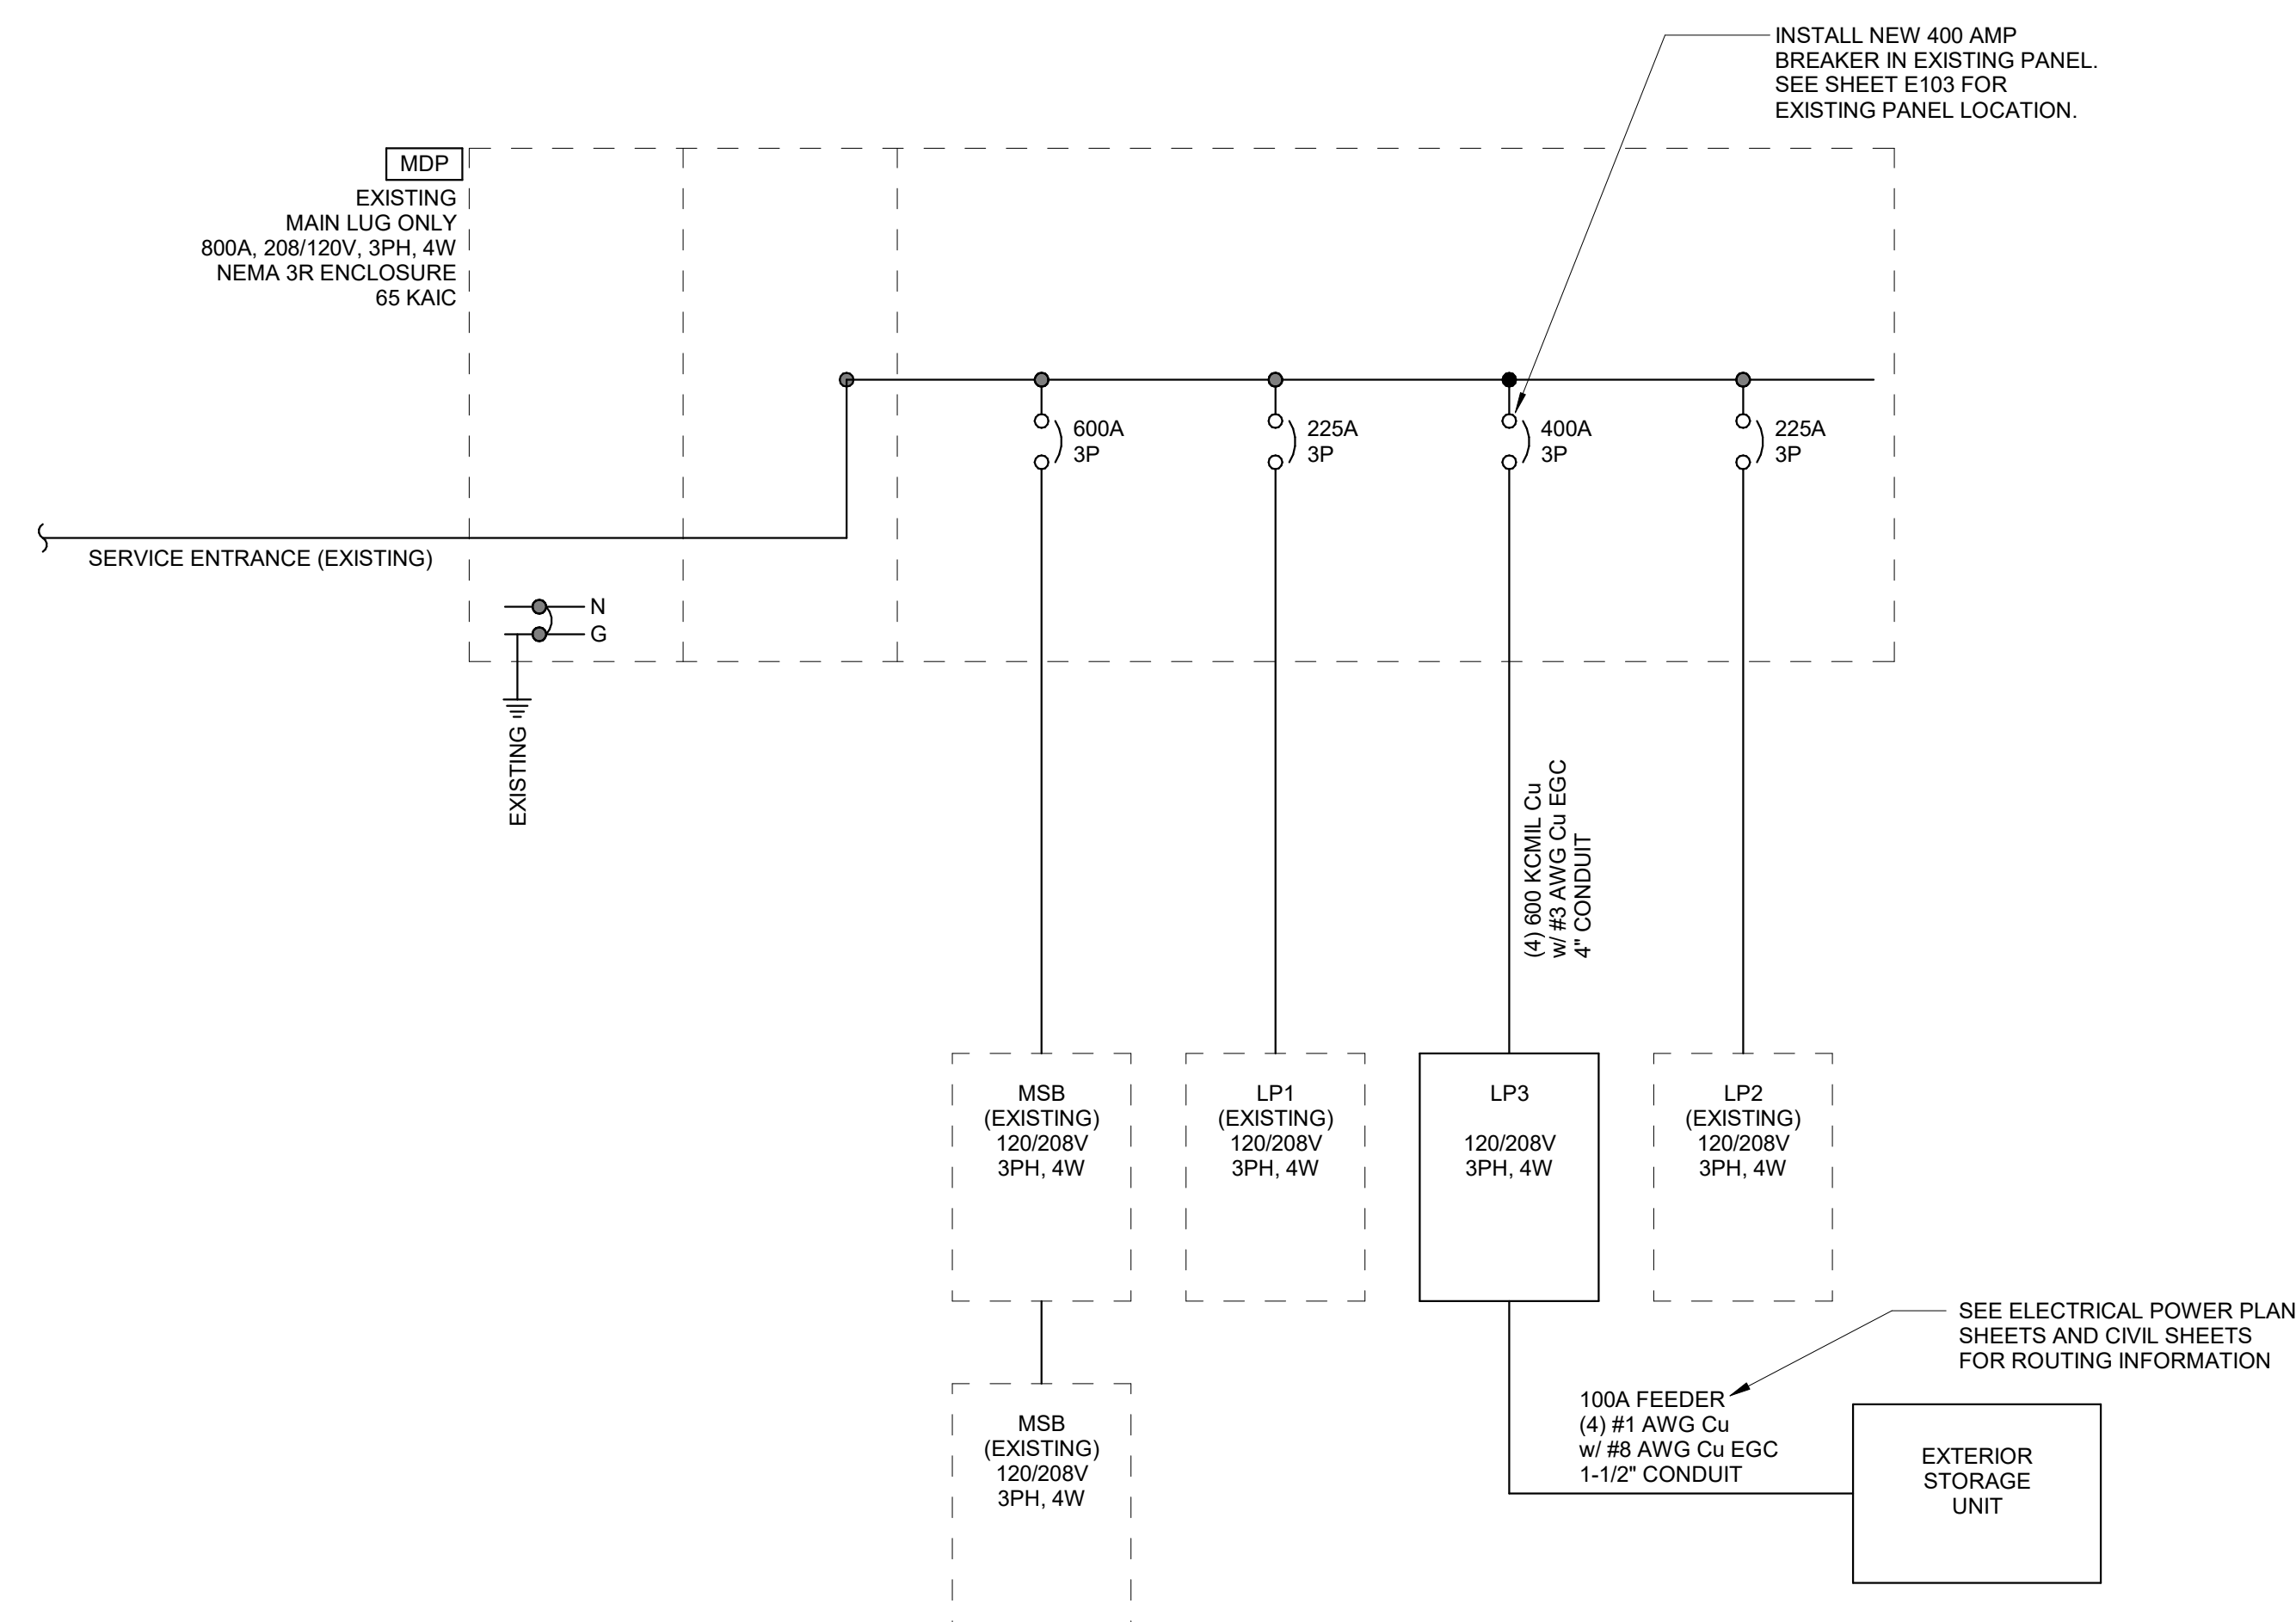 INSTALL NEW 400 AMP
BREAKER IN EXISTING PANEL.
SEE SHEET E103 FOR
EXISTING PANEL LOCATION.
MDP
EXISTING
MAIN LUG ONLY
800A, 208/120V, 3PH, 4W
NEMA 3R ENCLOSURE
65 KAIC
600A
3P
225A
3P
400A
3P
225A
3P
SERVICE ENTRANCE (EXISTING)
N
G
EXISTING
(4) 600 KCMIL Cu
w/ #3 AWG Cu EGC
4" CONDUIT
MSB
(EXISTING)
120/208V
3PH, 4W
LP1
(EXISTING)
120/208V
3PH, 4W
LP3
120/208V
3PH, 4W
LP2
(EXISTING)
120/208V
3PH, 4W
SEE ELECTRICAL POWER PLAN
SHEETS AND CIVIL SHEETS
FOR ROUTING INFORMATION
100A FEEDER
(4) #1 AWG Cu
w/ #8 AWG Cu EGC
1-1/2" CONDUIT
MSB
(EXISTING)
120/208V
3PH, 4W
EXTERIOR
STORAGE
UNIT